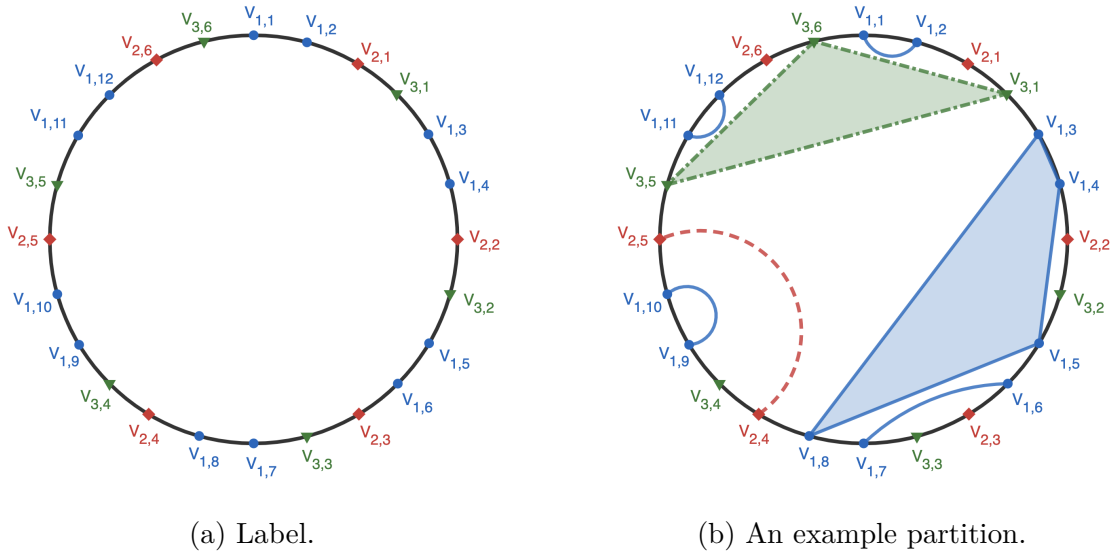 V1,1
V1,2
V2,1
V3,1
V1,3
V1,4
V2,2
V3,2
V1,5
V1,6
V2,3
V3,3
V1,7
V1,8
V2,4
V3,4
V1,9
V1,10
V2,5
V3,5
V1,11
V1,12
V2,6
V3,6
(a) Label.
V1,1
V1,2
V2,1
V3,1
V1,3
V1,4
V2,2
V3,2
V1,5
V1,6
V2,3
V3,3
V1,7
V1,8
V2,4
V3,4
V1,9
V1,10
V2,5
V3,5
V1,11
V1,12
V2,6
V3,6
(b) An example partition.